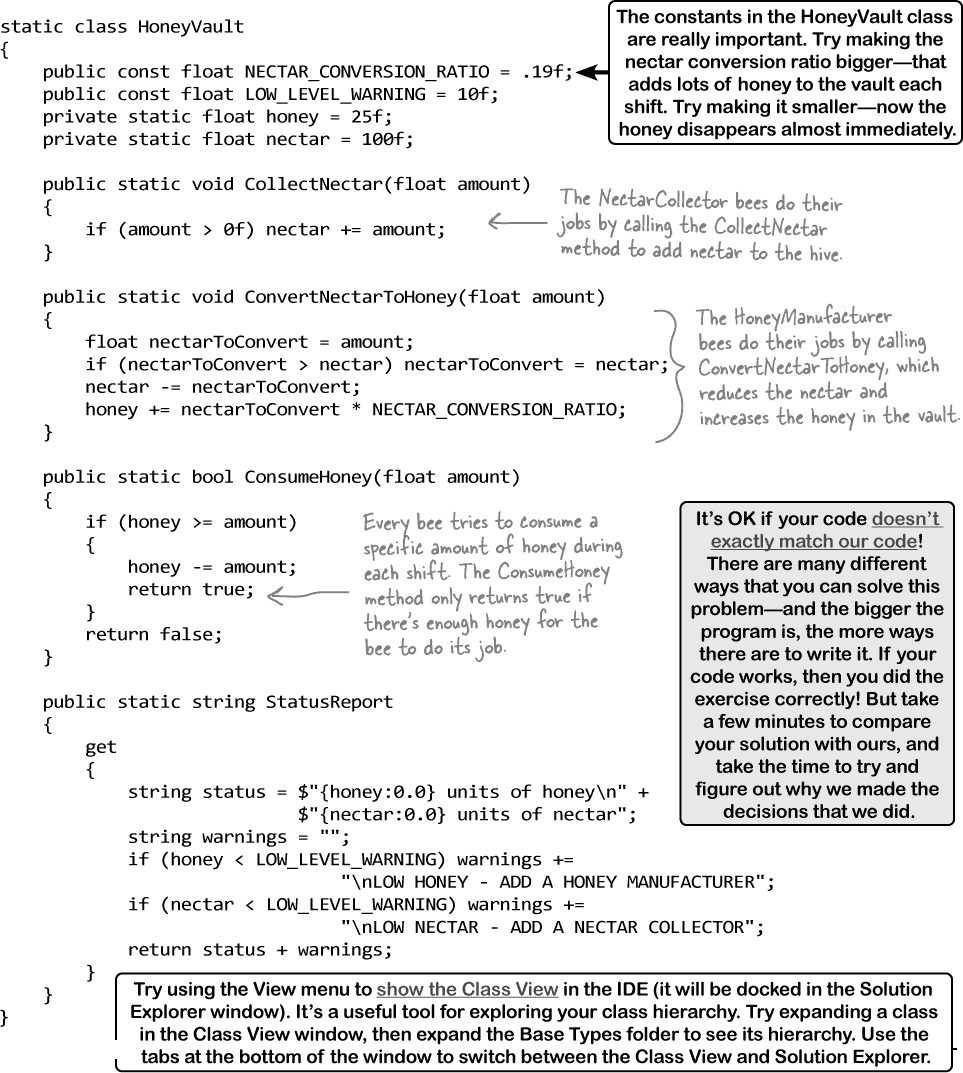 static class HoneyVault
{
    public const float NECTAR_CONVERSION_RATIO = .19f;
    public const float LOW_LEVEL_WARNING = 10f;
    private static float honey = 25f;
    private static float nectar = 100f;
The constants in the HoneyVault class
are really important. Try making the
nectar conversion ratio bigger—that
adds lots of honey to the vault each
shift. Try making it smaller—now the
honey disappears almost immediately.
    public static void CollectNectar(float amount)
    {
        if (amount > 0f) nectar += amount;
    }
The NectarCollector bees do their
jobs by calling the CollectNectar
method to add nectar to the hive.
    public static void ConvertNectarToHoney(float amount)
    {
        float nectarToConvert = amount;
        if (nectarToConvert > nectar) nectarToConvert = nectar;
        nectar -= nectarToConvert;
        honey += nectarToConvert * NECTAR_CONVERSION_RATIO;
    }
The HoneyManufacturer
bees do their jobs by calling
ConvertNectarToHoney, which
reduces the nectar and
increases the honey in the vault.
    public static bool ConsumeHoney(float amount)
    {
        if (honey >= amount)
        {
            honey -= amount;
            return true;
        }
        return false;
    }
Every bee tries to consume a
specific amount of honey during
each shift. The ConsumeHoney
method only returns true if
there's enough honey for the
bee to do its job.
It's OK if your code doesn't
exactly match our code!
There are many different
ways that you can solve this
problem—and the bigger the
program is, the more ways
there are to write it. If your
code works, then you did the
exercise correctly! But take
a few minutes to compare
your solution with ours, and
take the time to try and
figure out why we made the
decisions that we did.
    public static string StatusReport
    {
        get
        {
            string status = $"{honey:0.0} units of honey\n" +
                            $"{nectar:0.0} units of nectar";
            string warnings = "";
            if (honey < LOW_LEVEL_WARNING) warnings +=
                                "\nLOW HONEY - ADD A HONEY MANUFACTURER";
            if (nectar < LOW_LEVEL_WARNING) warnings +=
                                "\nLOW NECTAR - ADD A NECTAR COLLECTOR";
            return status + warnings;
        }
    }
}
Try using the View menu to show the Class View in the IDE (it will be docked in the Solution
Explorer window). It's a useful tool for exploring your class hierarchy. Try expanding a class
in the Class View window, then expand the Base Types folder to see its hierarchy. Use the
tabs at the bottom of the window to switch between the Class View and Solution Explorer.